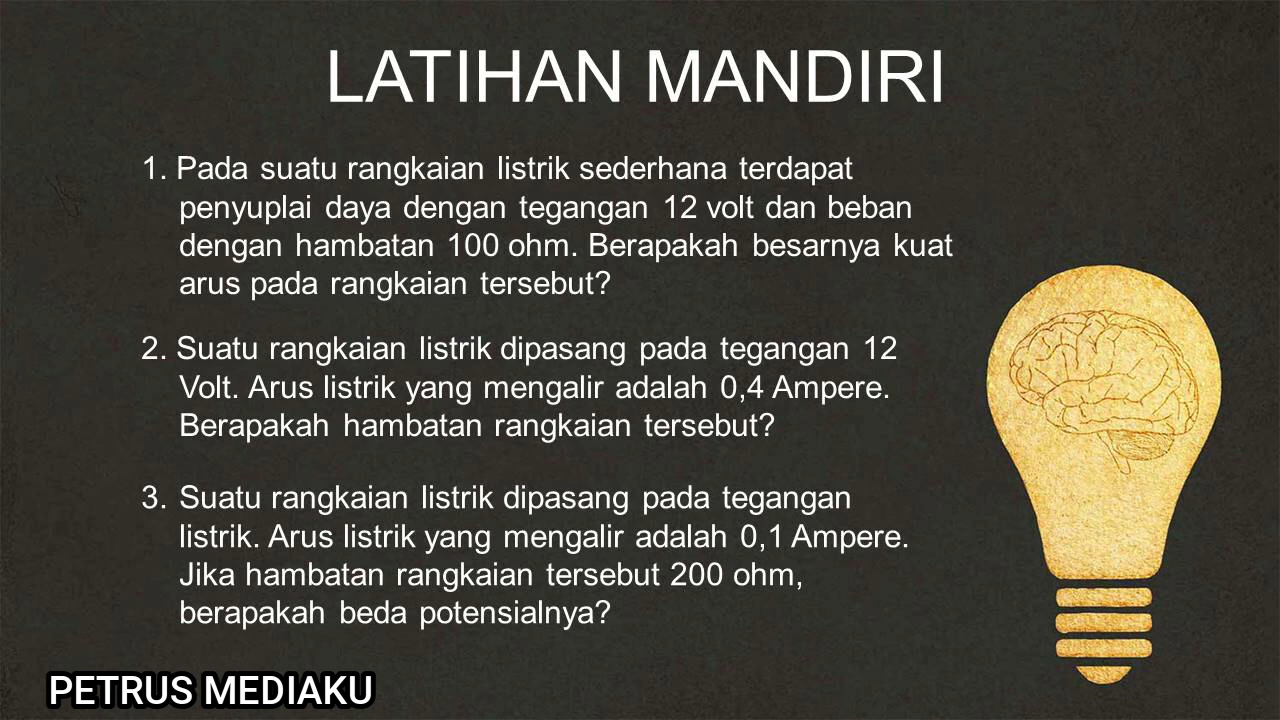 LATIHAN MANDIRI
1. Pada suatu rangkaian listrik sederhana terdapat
penyuplai daya dengan tegangan 12 volt dan beban
dengan hambatan 100 ohm. Berapakah besarnya kuat
arus pada rangkaian tersebut?
2. Suatu rangkaian listrik dipasang pada tegangan 12
Volt. Arus listrik yang mengalir adalah 0,4 Ampere.
Berapakah hambatan rangkaian tersebut?
3. Suatu rangkaian listrik dipasang pada tegangan
listrik. Arus listrik yang mengalir adalah 0,1 Ampere.
Jika hambatan rangkaian tersebut 200 ohm,
berapakah beda potensialnya?
PETRUS MEDIAKU